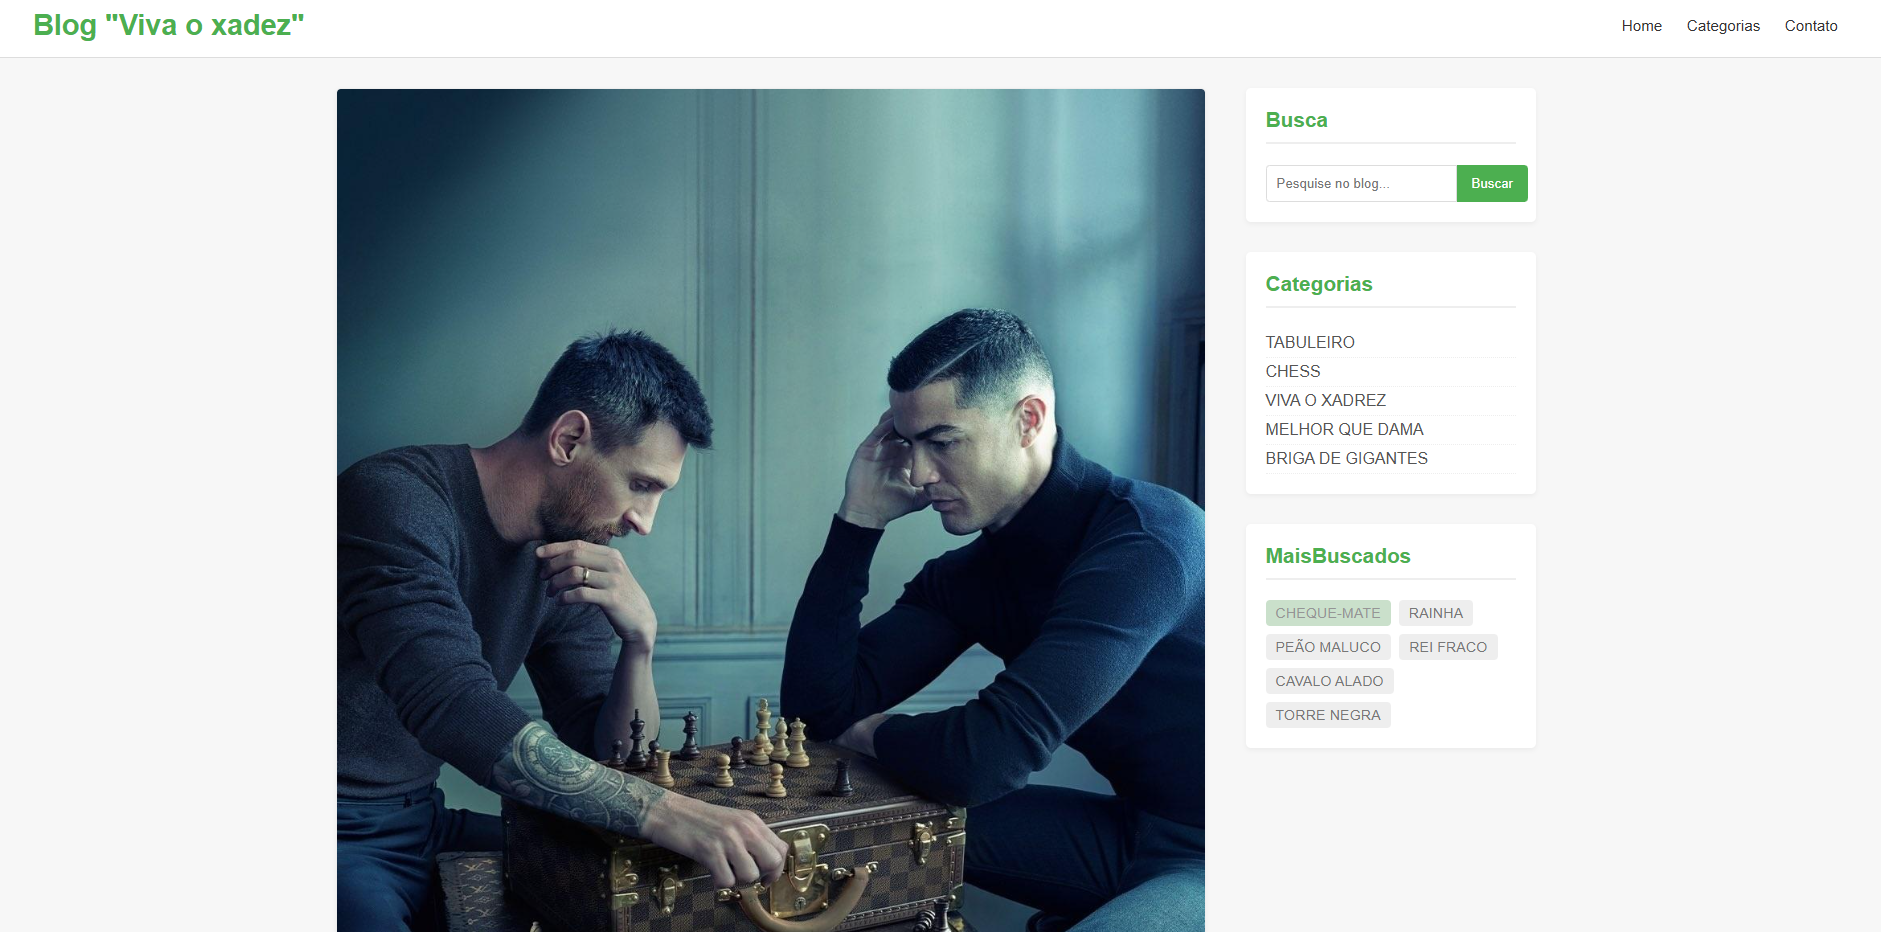 Blog "Viva o xadez"
Home Categorias Contato
Busca
Pesquise no blog... Buscar
Categorias
TABULEIRO
CHESS
VIVA O XADREZ
MELHOR QUE DAMA
BRIGA DE GIGANTES
MaisBuscados
CHEQUE-MATE RAINHA
PEÃO MALUCO REI FRACO
CAVALO ALADO
TORRE NEGRA